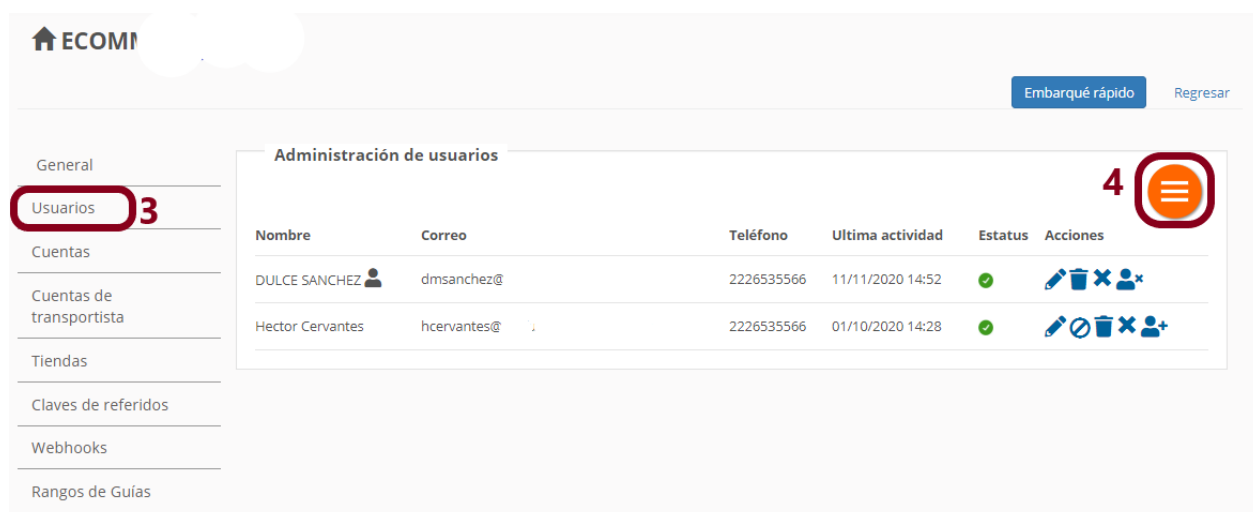 ECOMM
Embarqué rápido Regresar
General
Usuarios 3
Cuentas
Cuentas de
transportista
Tiendas
Claves de referidos
Webhooks
Rangos de Guías
Administración de usuarios
4
Nombre Correo Teléfono Ultima actividad Estatus Acciones
DULCE SANCHEZ dmsanchez@ 2226535566 11/11/2020 14:52
Hector Cervantes hcervantes@ 2226535566 01/10/2020 14:28